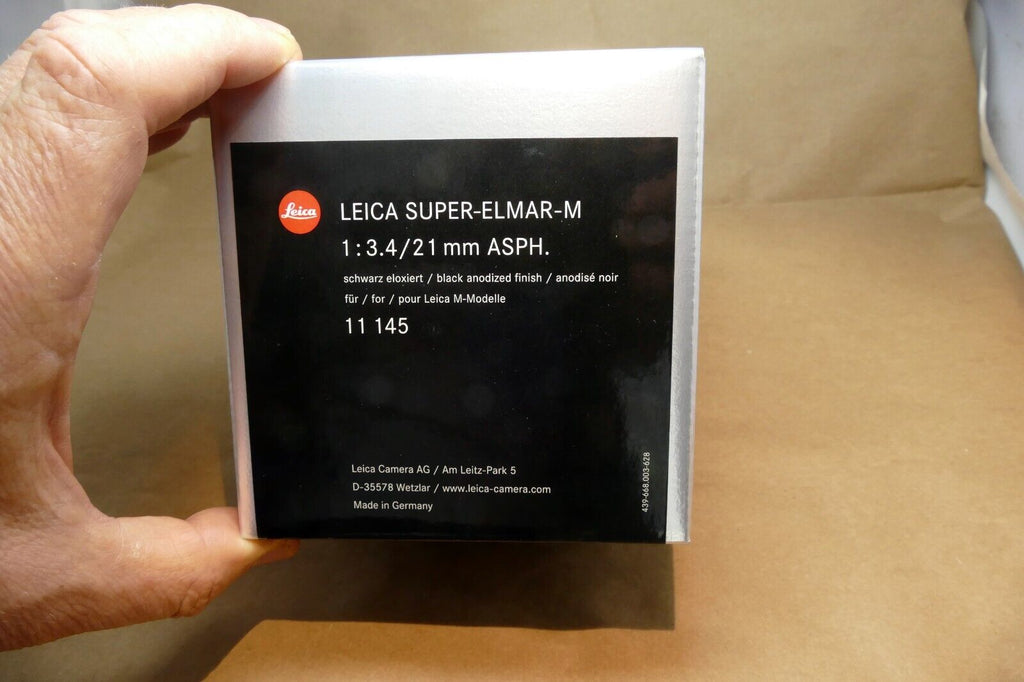 Leica
LEICA SUPER-ELMAR-M
1:3.4/21 mm ASPH.
schwarz eloxiert / black anodized finish / anodisé noir
für / for / pour Leica M-Modelle
11 145
Leica Camera AG / Am Leitz-Park 5
D-35578 Wetzlar / www.leica-camera.com
Made in Germany
439-668.003-628